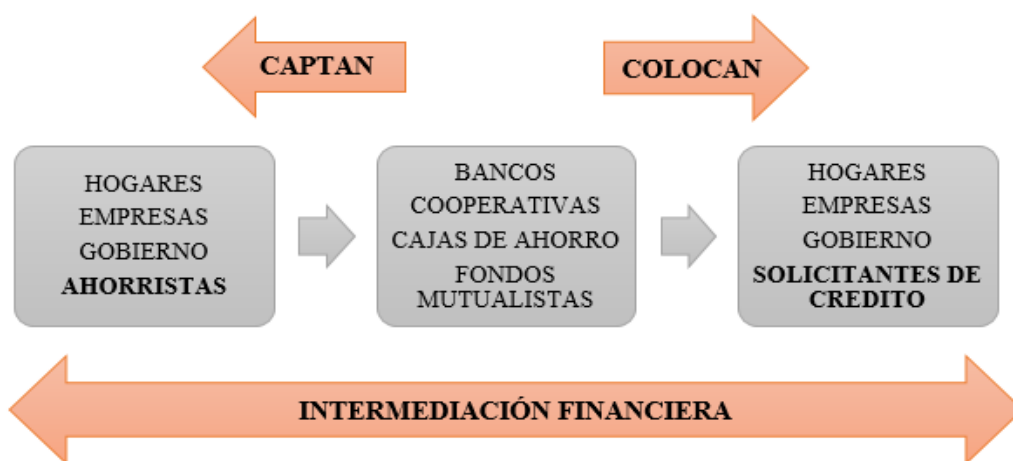 CAPTAN
COLOCAN
HOGARES
EMPRESAS
GOBIERNO
AHORRISTAS
BANCOS
COOPERATIVAS
CAJAS DE AHORRO
FONDOS
MUTUALISTAS
HOGARES
EMPRESAS
GOBIERNO
SOLICITANTES DE
CREDITO
INTERMEDIACIÓN FINANCIERA